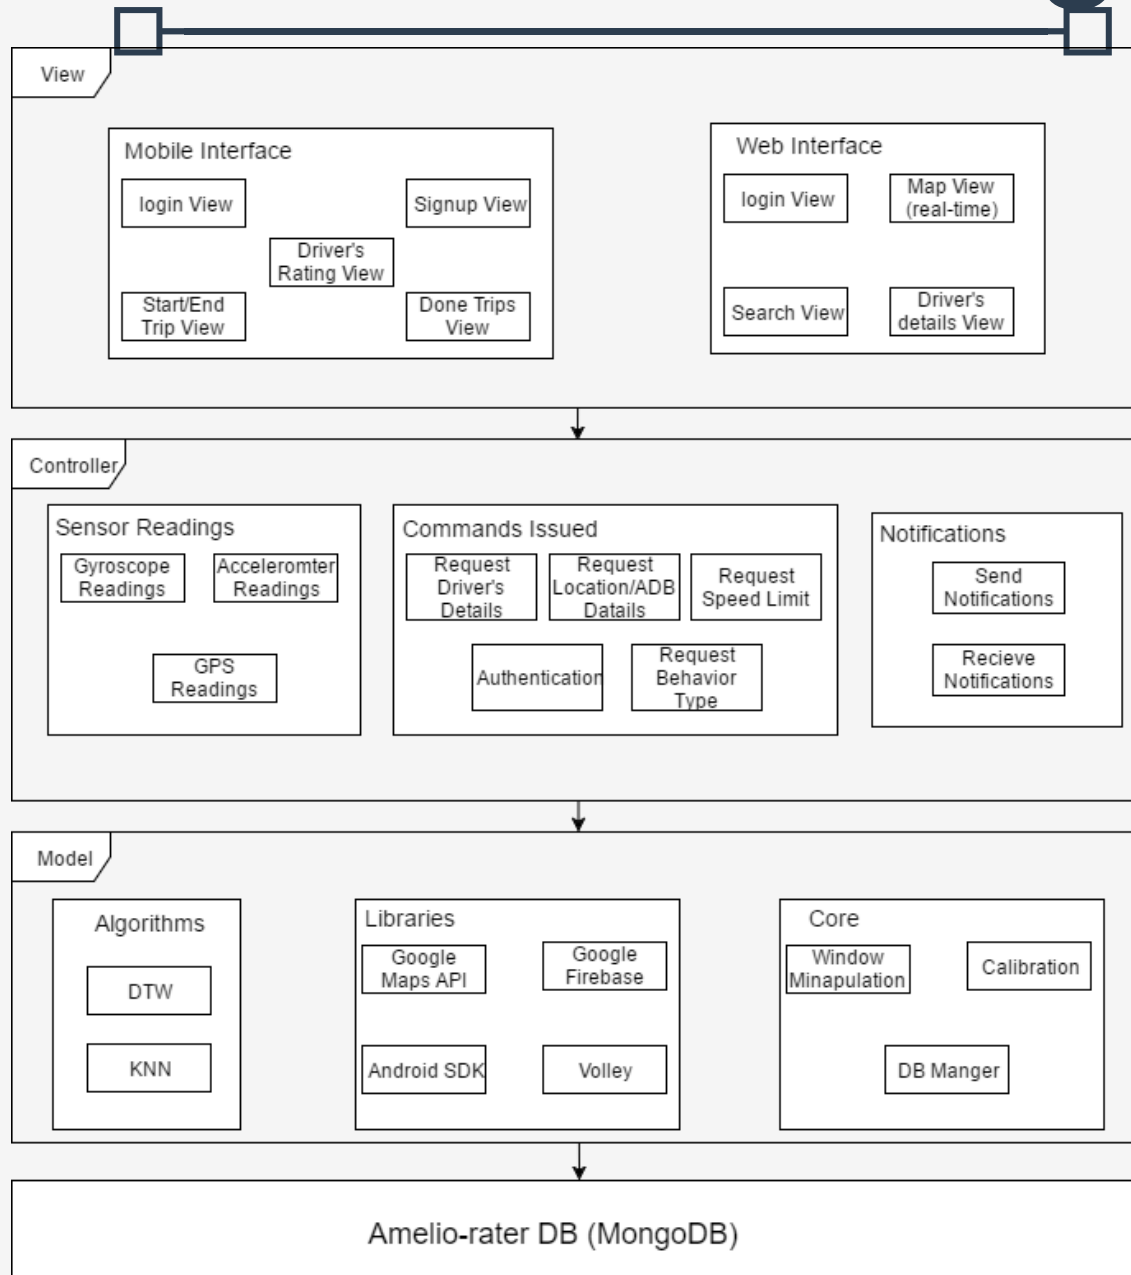 View
Mobile Interface
login View
Signup View
Driver's
Rating View
Start/End
Trip View
Done Trips
View
Web Interface
login View
Map View
(real-time)
Search View
Driver's
details View
Controller
Sensor Readings
Gyroscope
Readings
Acceleromter
Readings
GPS
Readings
Commands Issued
Request
Driver's
Details
Request
Location/ADB
Datails
Request
Speed Limit
Authentication
Request
Behavior
Type
Notifications
Send
Notifications
Recieve
Notifications
Model
Algorithms
DTW
KNN
Libraries
Google
Maps API
Google
Firebase
Android SDK
Volley
Core
Window
Minapulation
Calibration
DB Manger
Amelio-rater DB (MongoDB)